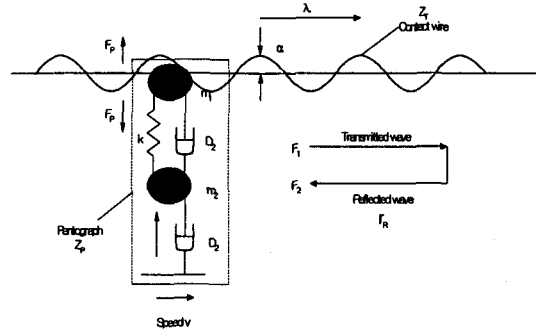 λ
Z_T
Contact wire
F_P
α
m_1
F_P
k
D_2
F_1
Transmitted wave
F_2
Reflected wave
r_R
m_2
Pantograph
Z_P
D_2
Speed v